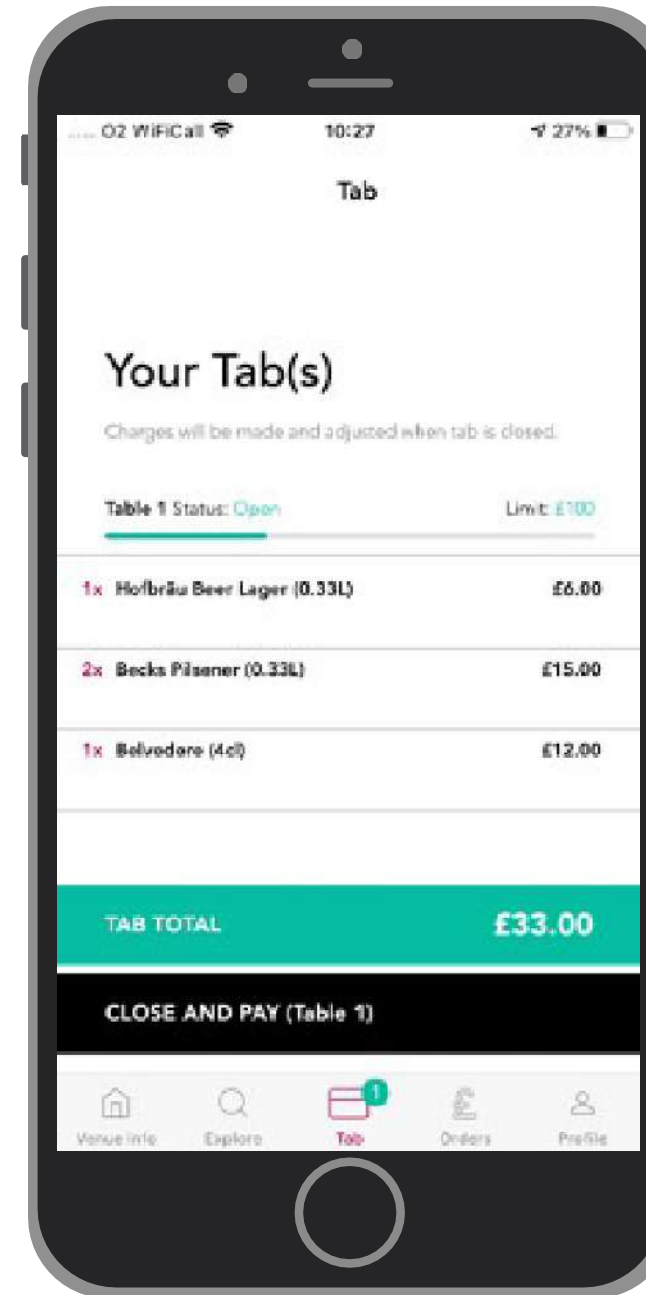 ..... O2 WiFiCall 10:27 27%
Tab
Your Tab(s)
Charges will be made and adjusted when tab is closed.
Table 1 Status: Open Limit: £100
1x Hofbräu Beer Lager (0.33L) £6.00
2x Becks Pilsener (0.33L) £15.00
1x Belvedere (4cl) £12.00
TAB TOTAL £33.00
CLOSE AND PAY (Table 1)
1
Venue info Explore Tab Orders Profile